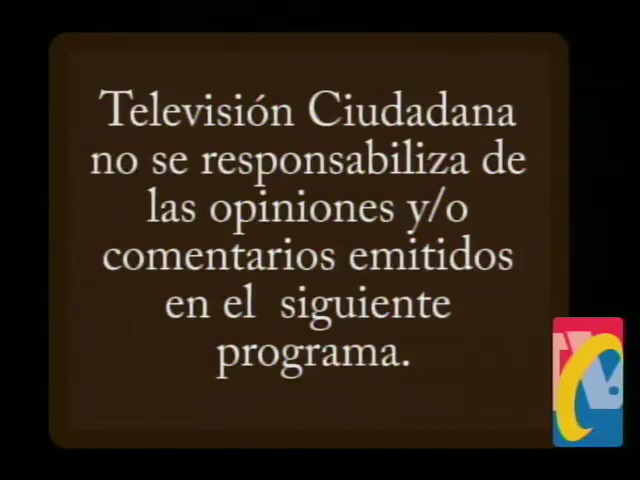 Televisión Ciudadana
no se responsabiliza de
las opiniones y/o
comentarios emitidos
en el siguiente
programa.